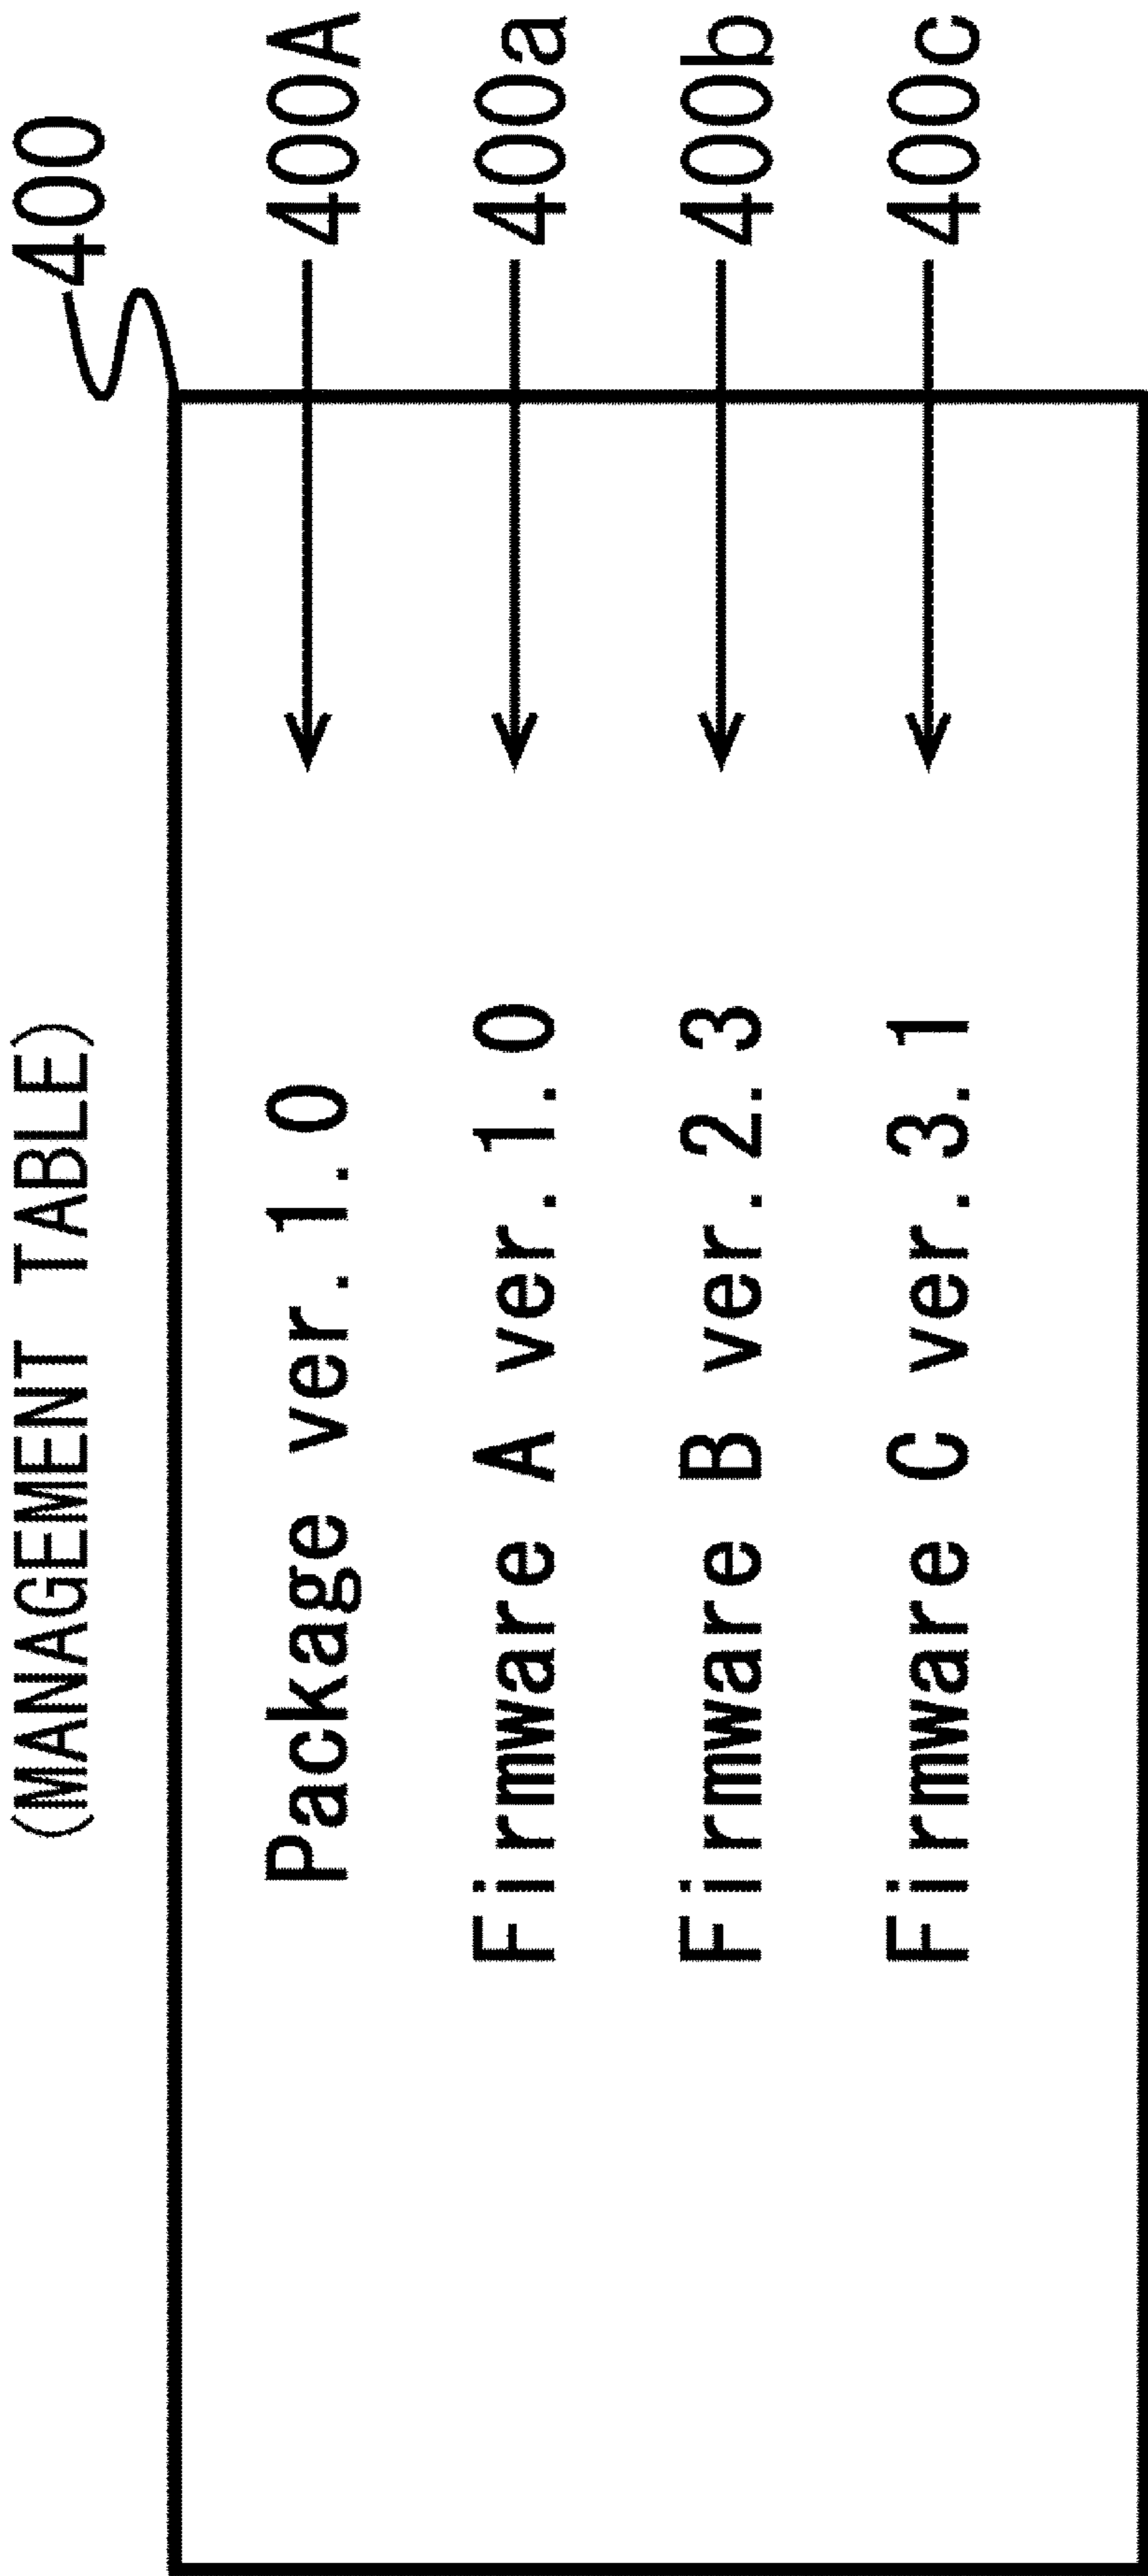 (MANAGEMENT TABLE)
400
Package ver.1.0
400A
Firmware A ver.1.0
400a
Firmware B ver.2.3
400b
Firmware C ver.3.1
400c